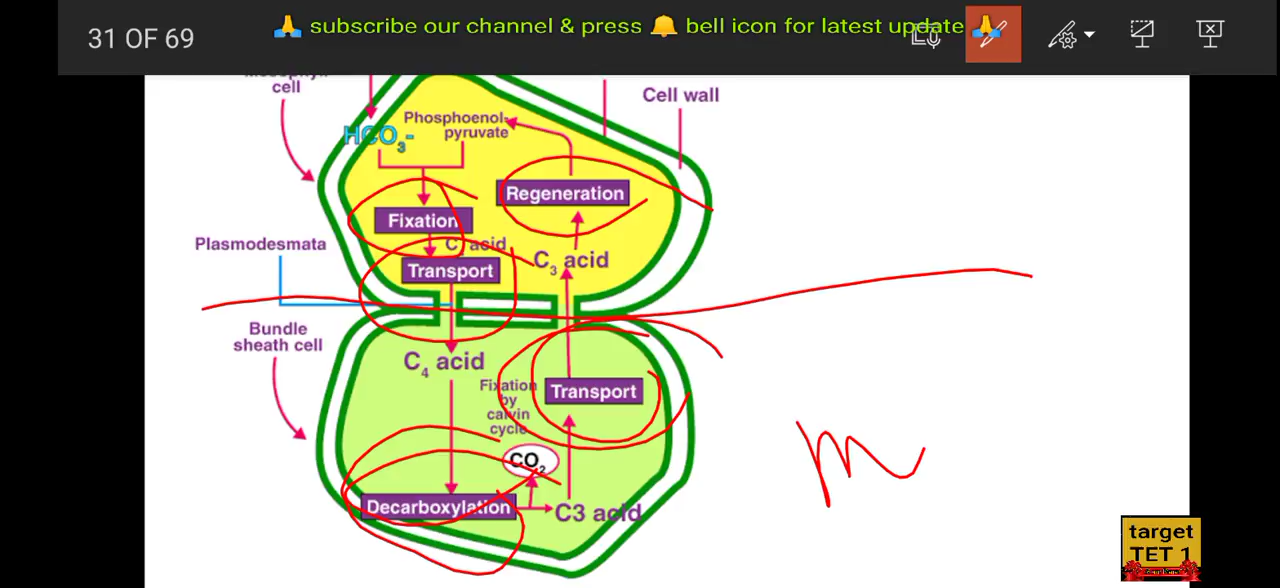 31 OF 69
🙏 subscribe our channel & press 🔔 bell icon for latest update 🙏
cell
Cell wall
HCO3-
Phosphoenol-
pyruvate
Regeneration
Fixation
C4 acid
Plasmodesmata
C3 acid
Transport
Bundle
sheath cell
C4 acid
Fixation
by
calvin
cycle
Transport
CO2
Decarboxylation
C3 acid
m
target
TET 1